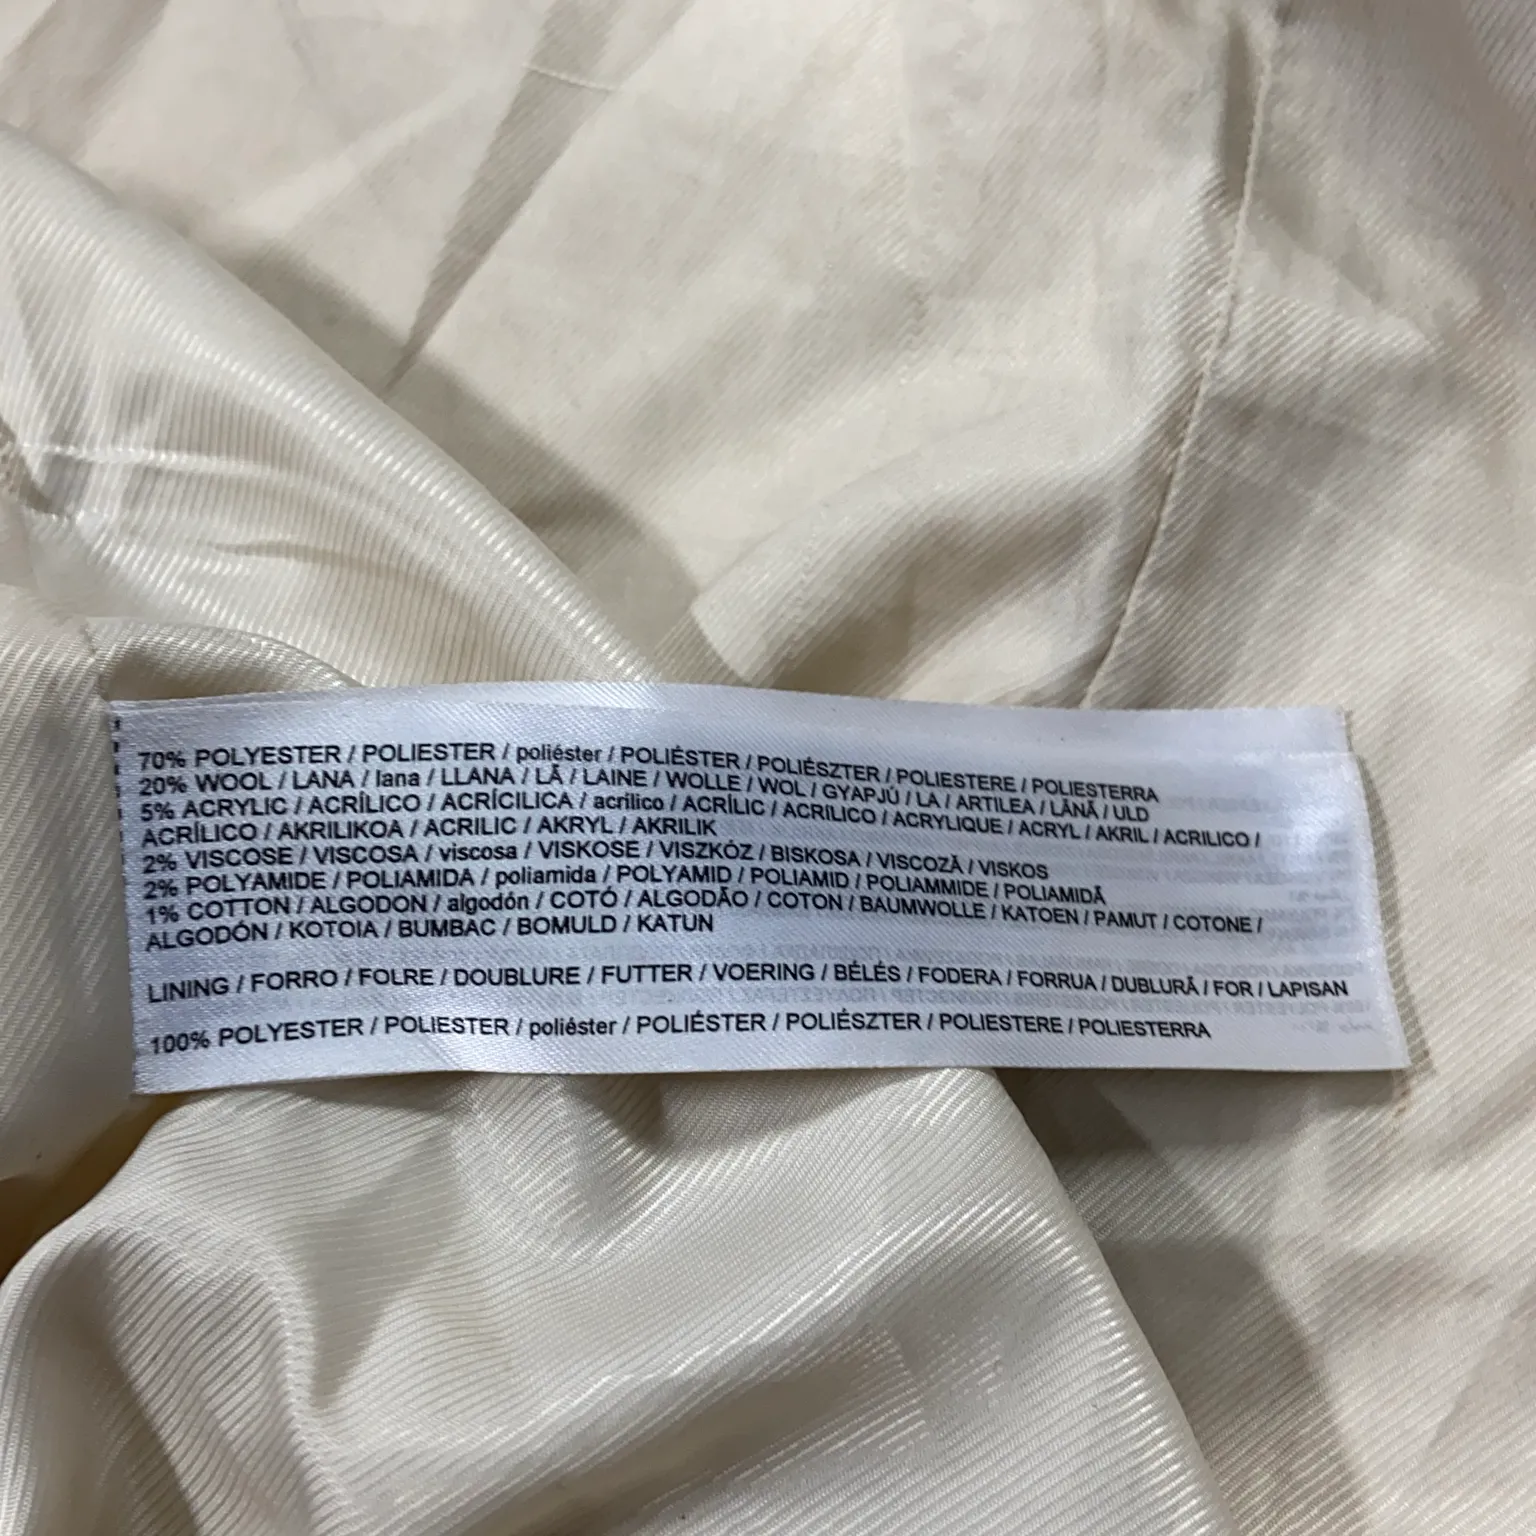 70% POLYESTER / POLIESTER / poliéster / POLIÉSTER / POLIÉSZTER / POLIESTERE / POLIESTERRA
20% WOOL / LANA / lana / LLANA / LÃ / LAINE / WOLLE / WOL / GYAPJÚ / LA / ARTILEA / LÂNĂ / ULD
5% ACRYLIC / ACRÍLICO / ACRÍCILICA / acrílico / ACRÍLIC / ACRILICO / ACRYLIQUE / ACRYL / AKRIL / ACRILICO /
ACRÍLICO / AKRILIKOA / ACRILIC / AKRYL / AKRILIK
2% VISCOSE / VISCOSA / viscosa / VISKOSE / VISZKÓZ / BISKOSA / VISCOZĂ / VISKOS
2% POLYAMIDE / POLIAMIDA / poliamida / POLYAMID / POLIAMID / POLIAMMIDE / POLIAMIDĂ
1% COTTON / ALGODON / algodón / COTÓ / ALGODÃO / COTON / BAUMWOLLE / KATOEN / PAMUT / COTONE /
ALGODÓN / KOTOIA / BUMBAC / BOMULD / KATUN
LINING / FORRO / FOLRE / DOUBLURE / FUTTER / VOERING / BÉLÉS / FODERA / FORRUA / DUBLURĂ / FOR / LAPISAN
100% POLYESTER / POLIESTER / poliéster / POLIÉSTER / POLIÉSZTER / POLIESTERE / POLIESTERRA